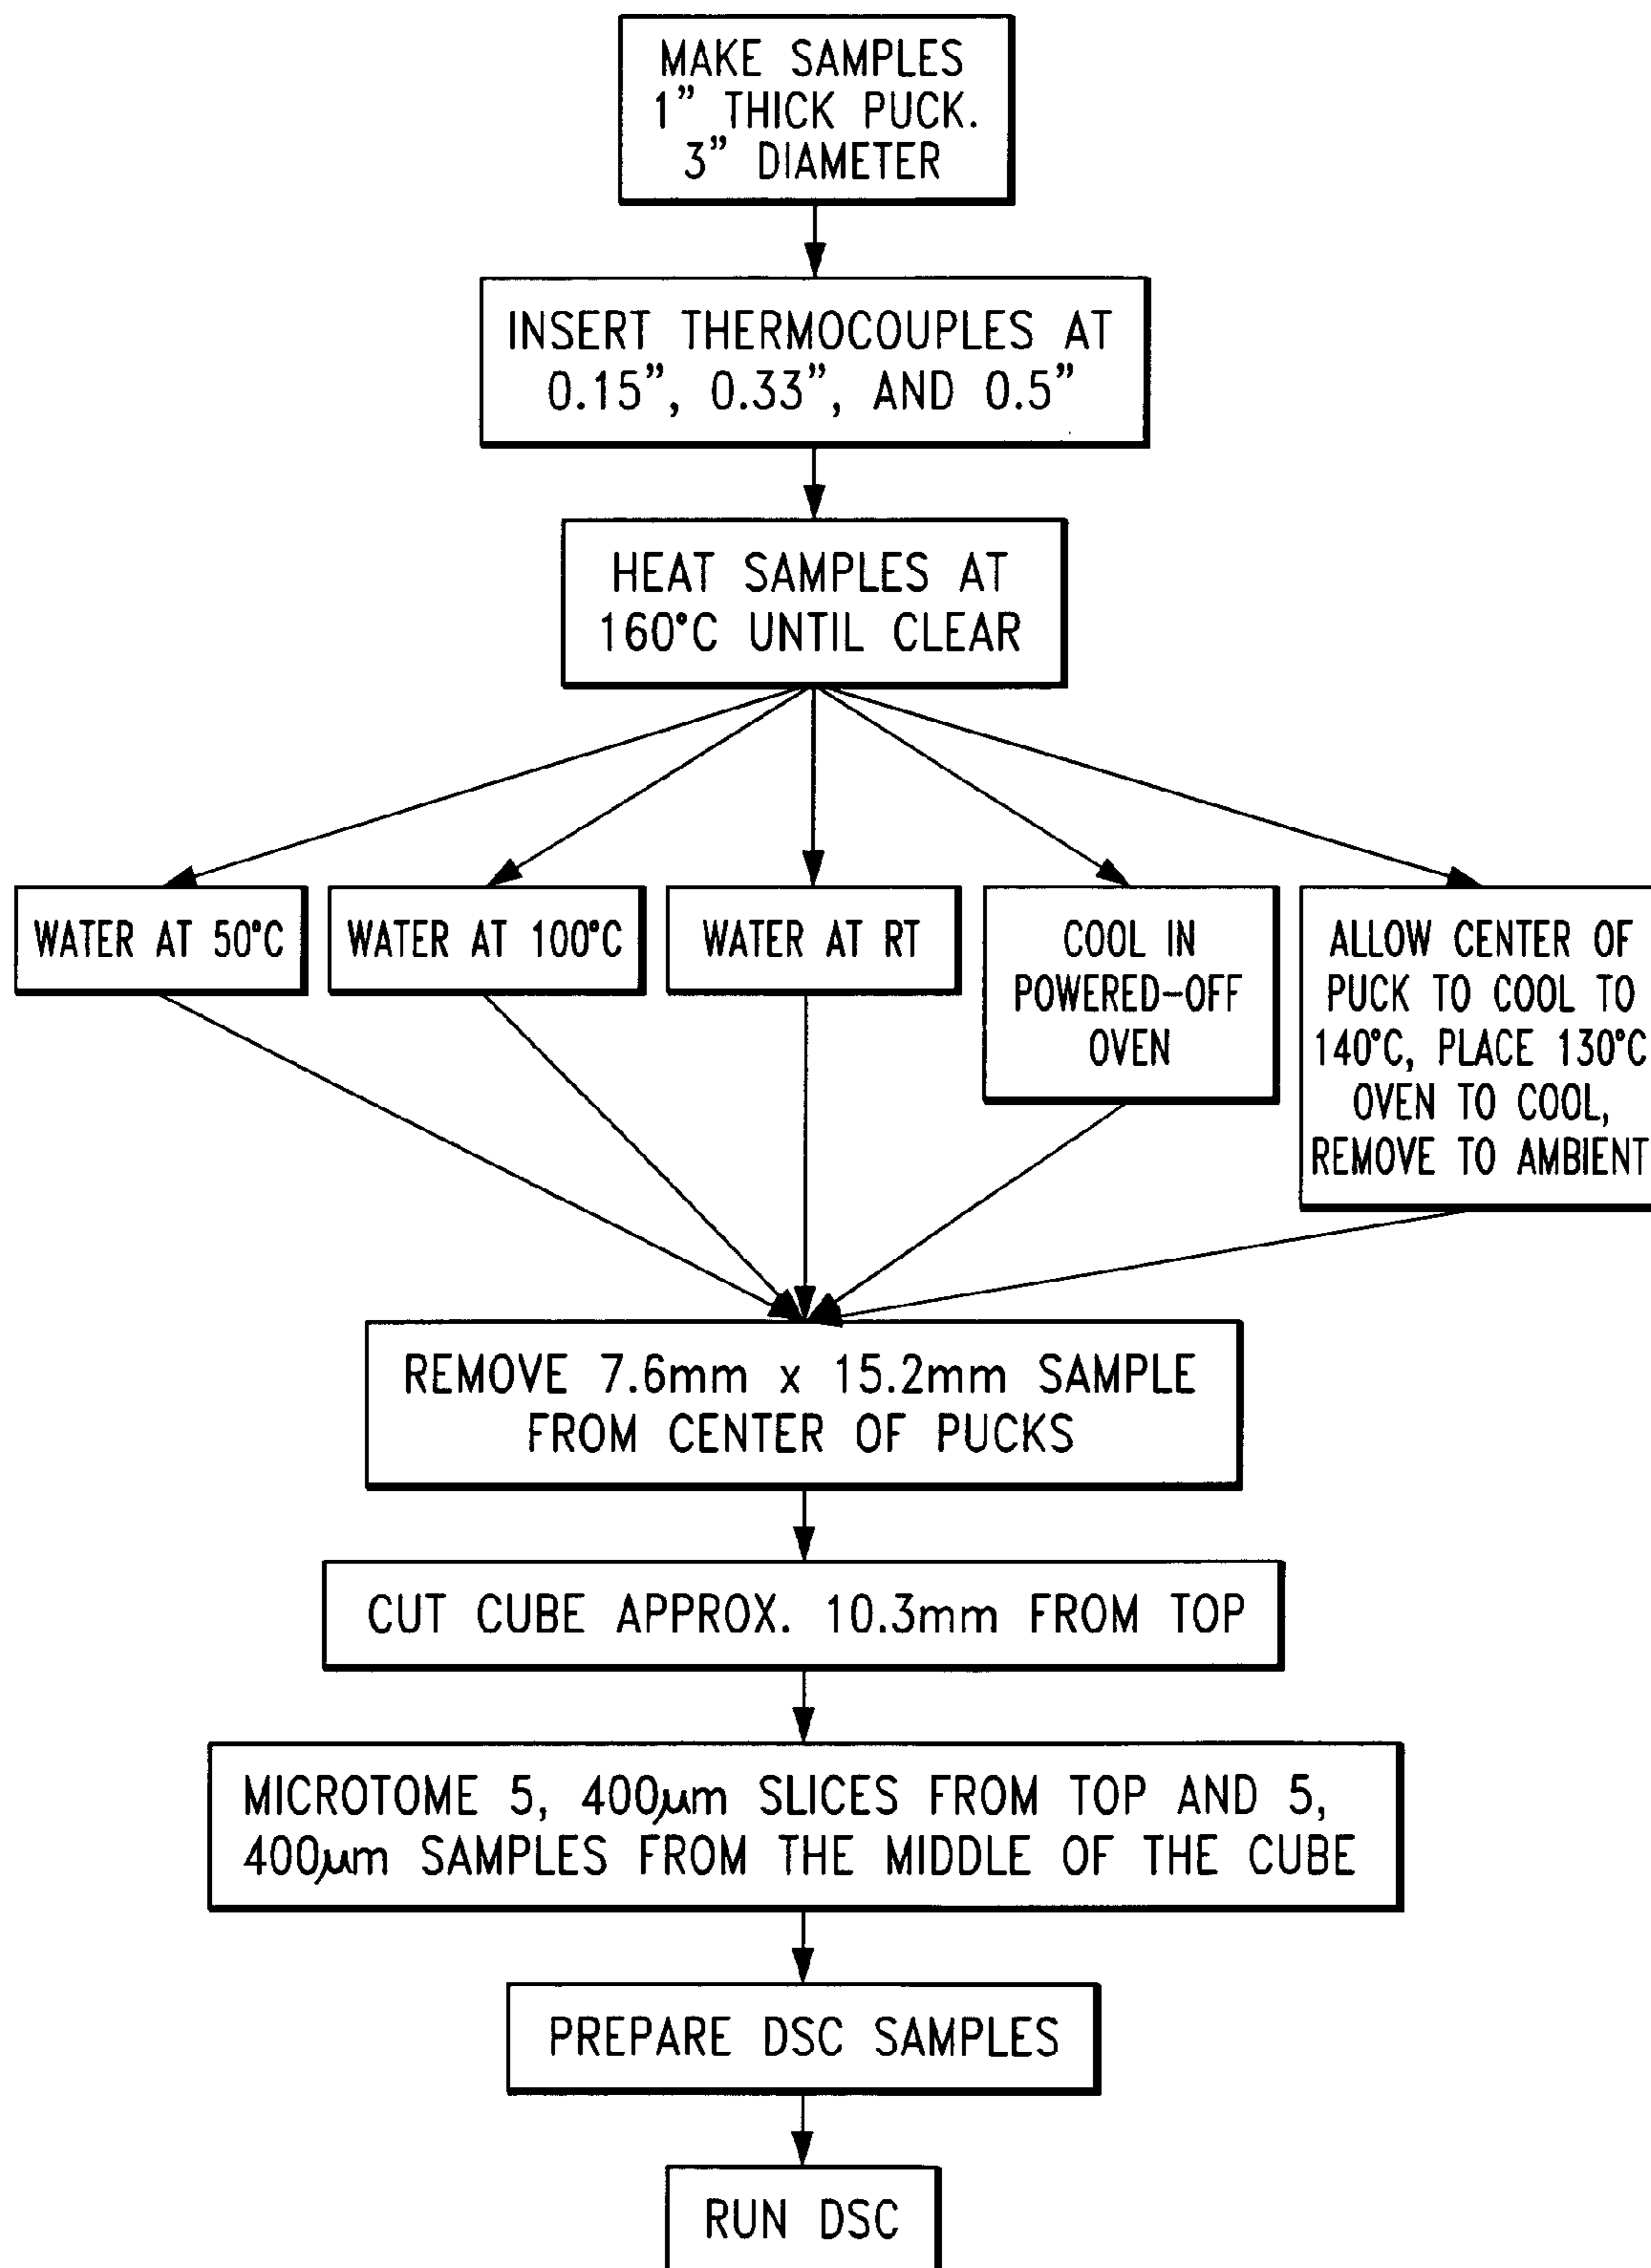 MAKE SAMPLES
1” THICK PUCK.
3” DIAMETER
INSERT THERMOCOUPLES AT
0.15”, 0.33”, AND 0.5”
HEAT SAMPLES AT
160°C UNTIL CLEAR
WATER AT 50°C
WATER AT 100°C
WATER AT RT
COOL IN
POWERED-OFF
OVEN
ALLOW CENTER OF
PUCK TO COOL TO
140°C, PLACE 130°C
OVEN TO COOL,
REMOVE TO AMBIENT
REMOVE 7.6mm x 15.2mm SAMPLE
FROM CENTER OF PUCKS
CUT CUBE APPROX. 10.3mm FROM TOP
MICROTOME 5, 400μm SLICES FROM TOP AND 5,
400μm SAMPLES FROM THE MIDDLE OF THE CUBE
PREPARE DSC SAMPLES
RUN DSC